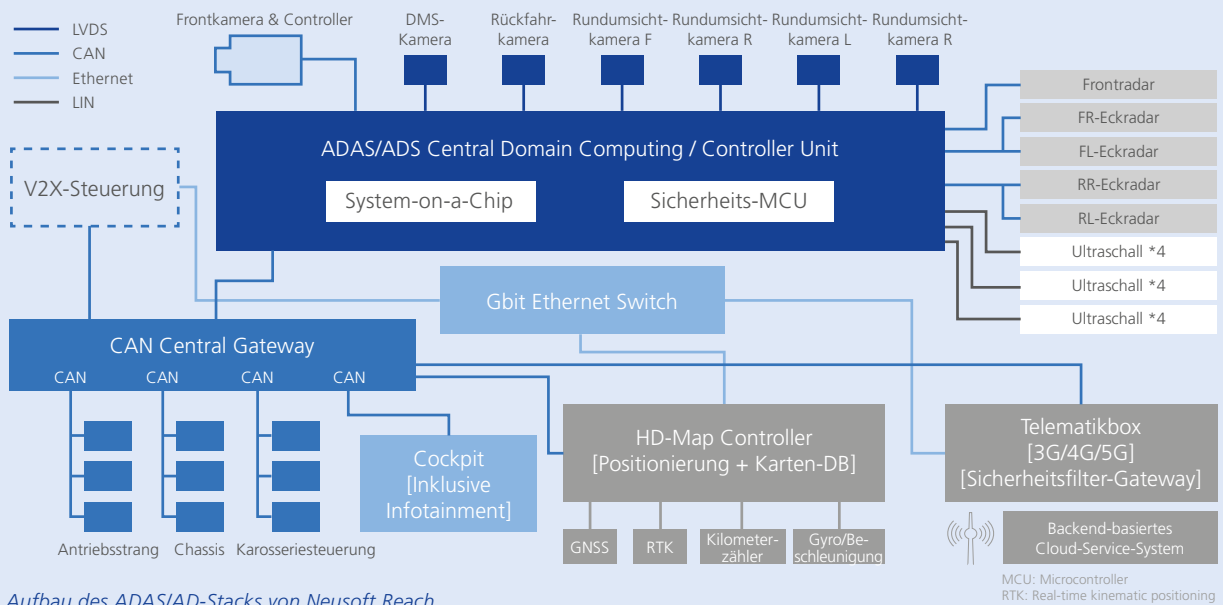 LVDS
CAN
Ethernet
LIN
Frontkamera & Controller
DMS-
Kamera
Rückfahr-
kamera
Rundumsicht-
kamera F
Rundumsicht-
kamera R
Rundumsicht-
kamera L
Rundumsicht-
kamera R
ADAS/ADS Central Domain Computing / Controller Unit
System-on-a-Chip
Sicherheits-MCU
Frontradar
FR-Eckradar
FL-Eckradar
RR-Eckradar
RL-Eckradar
Ultraschall *4
Ultraschall *4
Ultraschall *4
V2X-Steuerung
Gbit Ethernet Switch
CAN Central Gateway
CAN
CAN
CAN
CAN
Antriebsstrang
Chassis
Karosseriesteuerung
Cockpit
[Inklusive
Infotainment]
HD-Map Controller
[Positionierung + Karten-DB]
GNSS
RTK
Kilometer-
zähler
Gyro/Be-
schleunigung
Telematikbox
[3G/4G/5G]
[Sicherheitsfilter-Gateway]
Backend-basiertes
Cloud-Service-System
MCU: Microcontroller
RTK: Real-time kinematic positioning
Aufbau des ADAS/AD-Stacks von Neusoft Reach